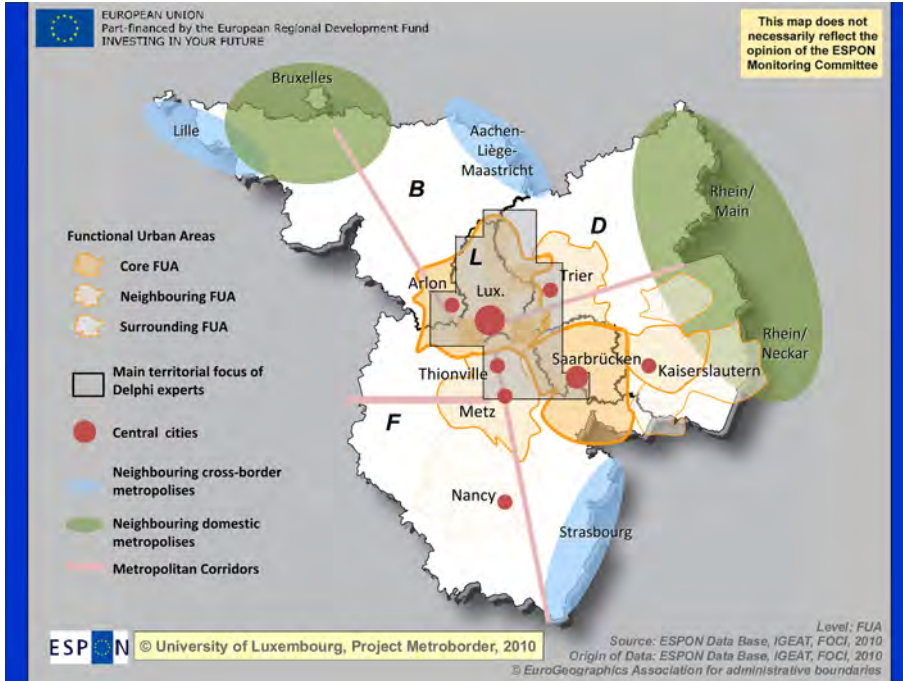 EUROPEAN UNION
Part-financed by the European Regional Development Fund
INVESTING IN YOUR FUTURE
This map does not
necessarily reflect the
opinion of the ESPON
Monitoring Committee
Bruxelles
Lille
Aachen-
Liège-
Maastricht
Rhein/
Main
B
D
Functional Urban Areas
Core FUA
Neighbouring FUA
Surrounding FUA
L
Arlon
Lux.
Trier
Rhein/
Neckar
Main territorial focus of
Delphi experts
Thionville
Saarbrücken
Kaiserslautern
Metz
F
Central cities
Neighbouring cross-border
metropolises
Nancy
Strasbourg
Neighbouring domestic
metropolises
Metropolitan Corridors
ESPON
© University of Luxembourg, Project Metroborder, 2010
Level; FUA
Source: ESPON Data Base, IGEAT, FOCI, 2010
Origin of Data: ESPON Data Base, IGEAT, FOCI, 2010
© EuroGeographics Association for administrative boundaries